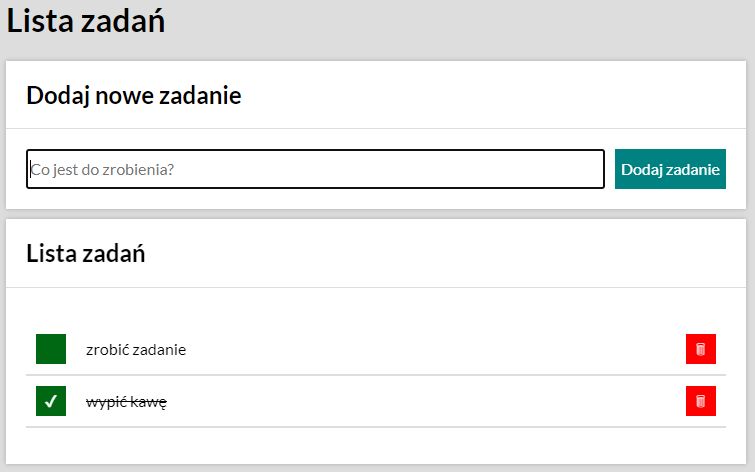 Lista zadań
Dodaj nowe zadanie
Co jest do zrobienia?
Dodaj zadanie
Lista zadań
zrobić zadanie
wypić kawę